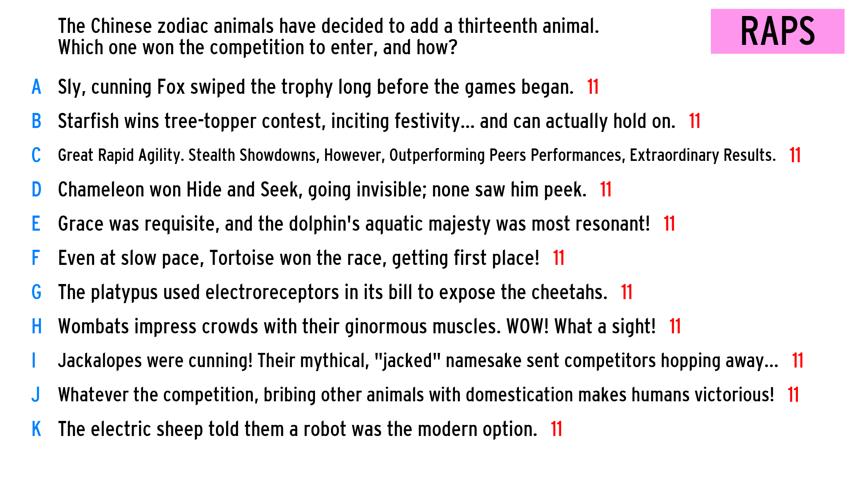 The Chinese zodiac animals have decided to add a thirteenth animal.
Which one won the competition to enter, and how?
RAPS
A Sly, cunning Fox swiped the trophy long before the games began. 11
B Starfish wins tree-topper contest, inciting festivity... and can actually hold on. 11
C Great Rapid Agility. Stealth Showdowns, However, Outperforming Peers Performances, Extraordinary Results. 11
D Chameleon won Hide and Seek, going invisible; none saw him peek. 11
E Grace was requisite, and the dolphin's aquatic majesty was most resonant! 11
F Even at slow pace, Tortoise won the race, getting first place! 11
G The platypus used electroreceptors in its bill to expose the cheetahs. 11
H Wombats impress crowds with their ginormous muscles. WOW! What a sight! 11
I Jackalopes were cunning! Their mythical, "jacked" namesake sent competitors hopping away... 11
J Whatever the competition, bribing other animals with domestication makes humans victorious! 11
K The electric sheep told them a robot was the modern option. 11